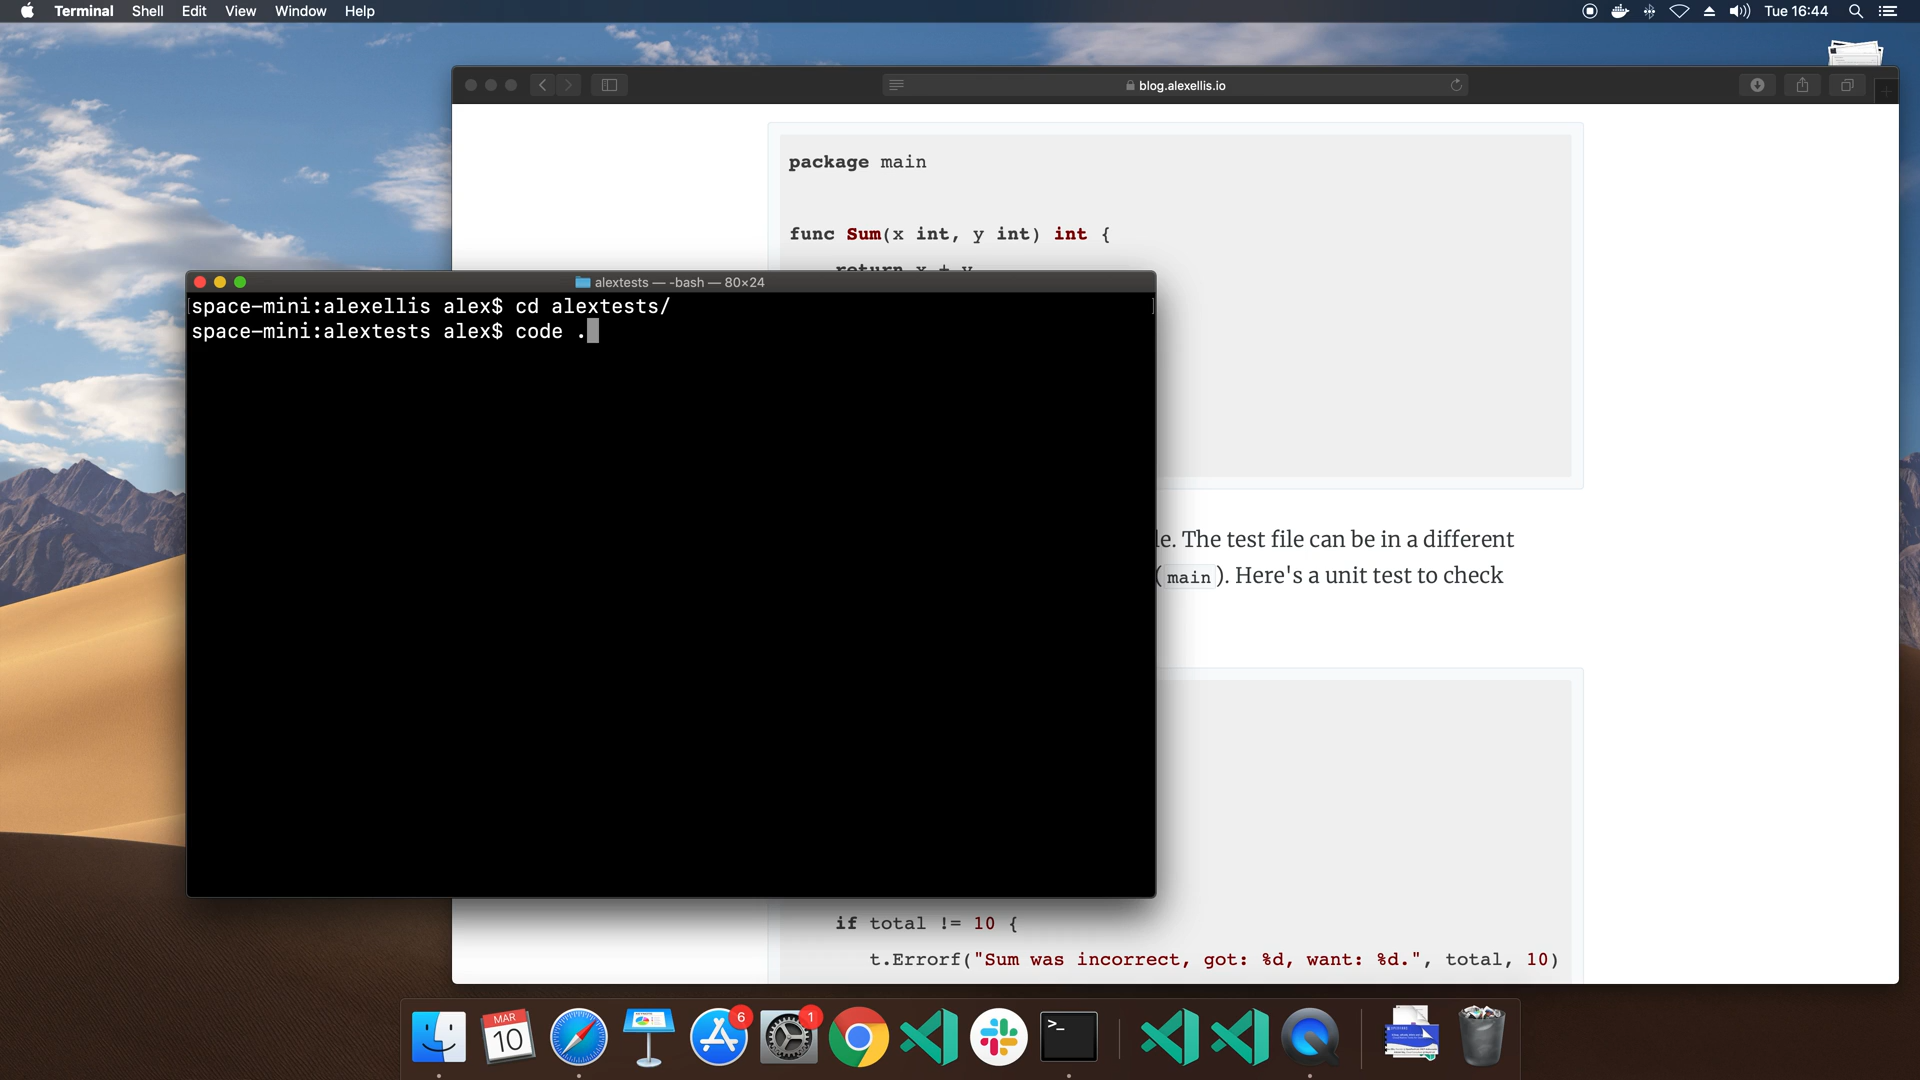 Terminal Shell Edit View Window Help
Tue 16:44
blog.alexellis.io
package main
func Sum(x int, y int) int {
return x + y
alextests — -bash — 80×24
space-mini:alexellis alex$ cd alextests/
space-mini:alextests alex$ code .
le. The test file can be in a different
(main). Here's a unit test to check
if total != 10 {
t.Errorf("Sum was incorrect, got: %d, want: %d.", total, 10)
MAR
10
6
1
>_